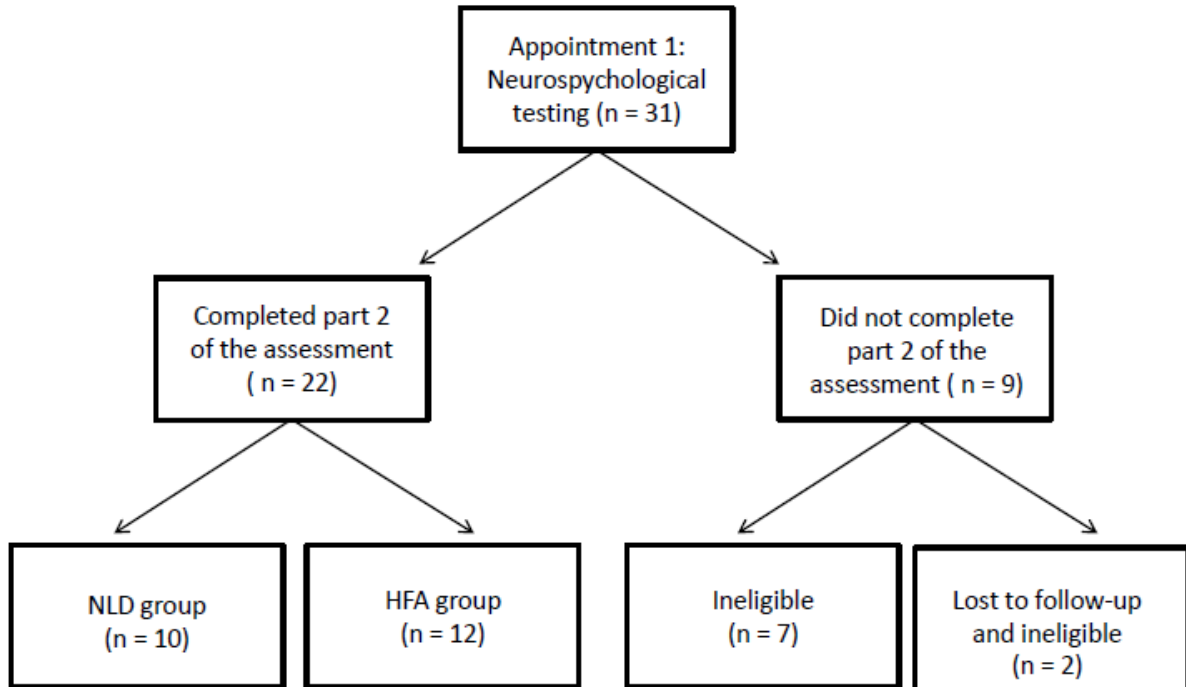 Appointment 1:
Neurospychological
testing (n = 31)
Completed part 2
of the assessment
( n = 22)
Did not complete
part 2 of the
assessment ( n = 9)
NLD group
(n = 10)
HFA group
(n = 12)
Ineligible
(n = 7)
Lost to follow-up
and ineligible
(n = 2)